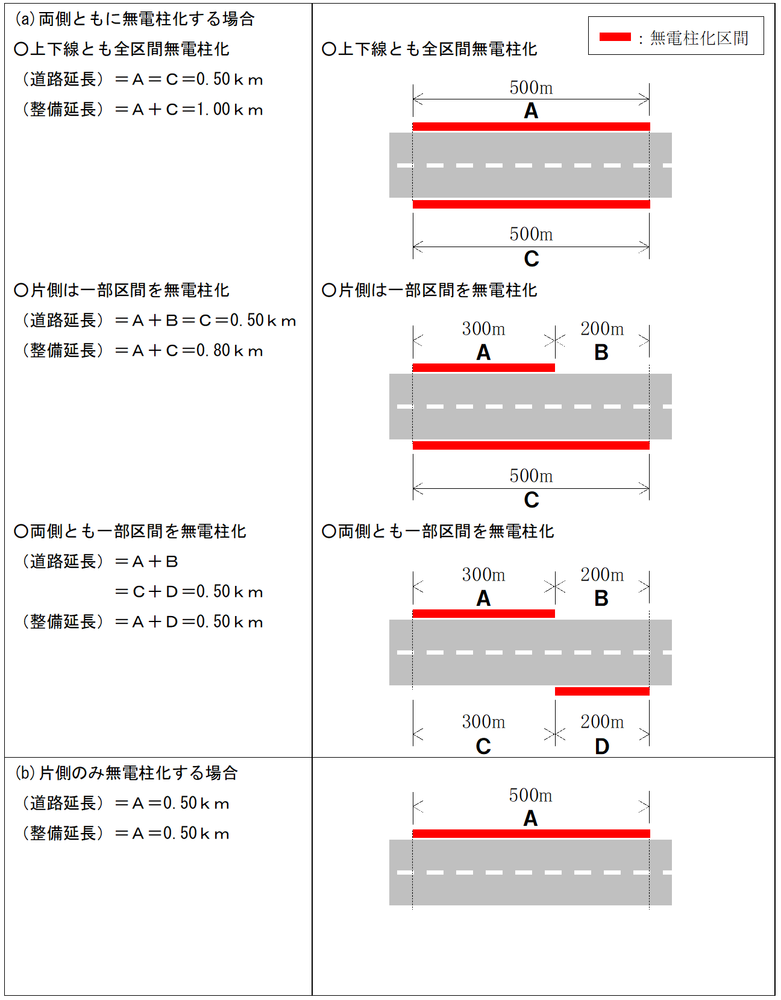 (a)両側ともに無電柱化する場合
○上下線とも全区間無電柱化
（道路延長）＝Ａ＝Ｃ＝0.50ｋｍ
（整備延長）＝Ａ＋Ｃ＝1.00ｋｍ
○片側は一部区間を無電柱化
（道路延長）＝Ａ＋Ｂ＝Ｃ＝0.50ｋｍ
（整備延長）＝Ａ＋Ｃ＝0.80ｋｍ
○両側とも一部区間を無電柱化
（道路延長）＝Ａ＋Ｂ
＝Ｃ＋Ｄ＝0.50ｋｍ
（整備延長）＝Ａ＋Ｄ＝0.50ｋｍ
：無電柱化区間
○上下線とも全区間無電柱化
500m
A
500m
C
○片側は一部区間を無電柱化
300m 200m
A B
500m
C
○両側とも一部区間を無電柱化
300m 200m
A B
300m 200m
C D
(b)片側のみ無電柱化する場合
（道路延長）＝Ａ＝0.50ｋｍ
（整備延長）＝Ａ＝0.50ｋｍ
500m
A